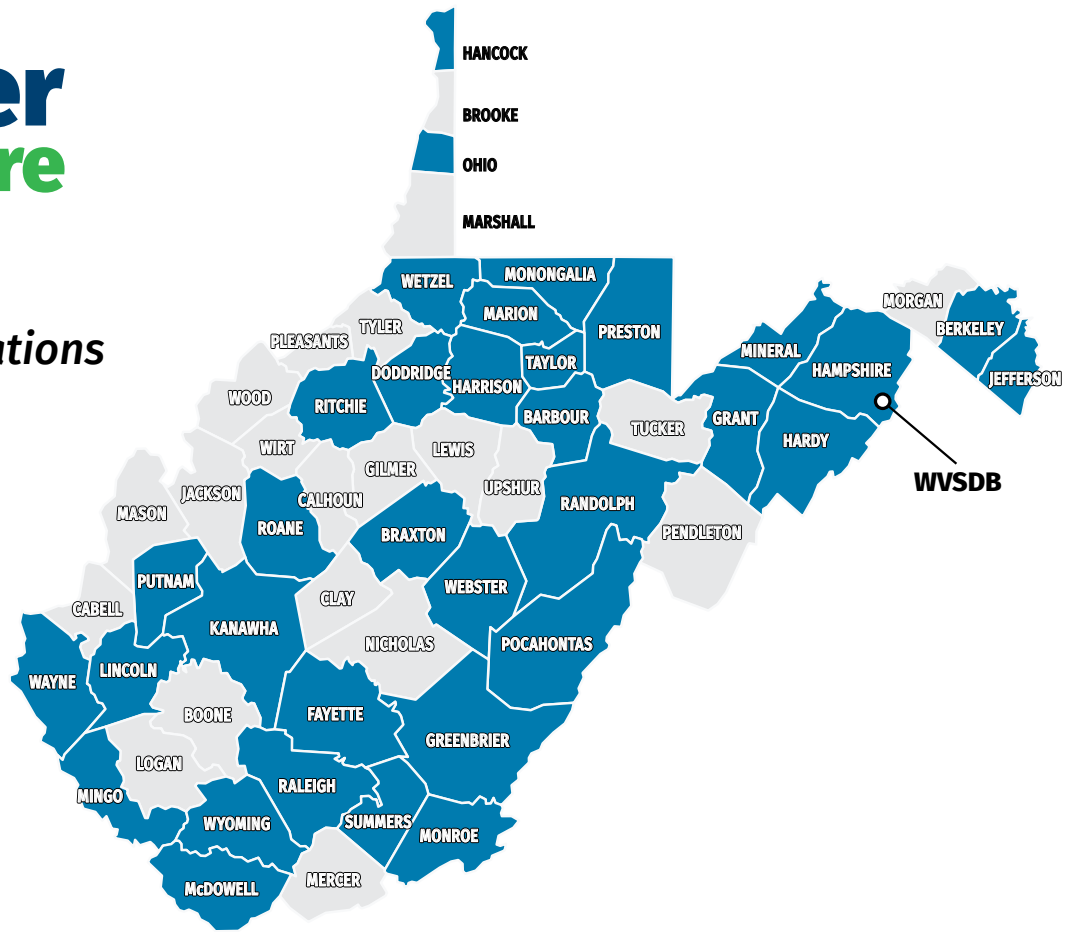 er
re
ations
HANCOCK
BROOKE
OHIO
MARSHALL
WETZEL
MONONGALIA
MARION
PRESTON
TYLER
PLEASANTS
DODDRIDGE
HARRISON
TAYLOR
BARBOUR
MORGAN
BERKELEY
JEFFERSON
MINERAL
HAMPSHIRE
GRANT
HARDY
WVSDB
WOOD
RITCHIE
WIRT
LEWIS
GILMER
TUCKER
UPSHUR
RANDOLPH
PENDLETON
JACKSON
MASON
CALHOUN
ROANE
BRAXTON
WEBSTER
PUTNAM
CABELL
CLAY
KANAWHA
NICHOLAS
POCAHONTAS
WAYNE
LINCOLN
BOONE
FAYETTE
GREENBRIER
LOGAN
MINGO
RALEIGH
WYOMING
SUMMERS
MONROE
McDOWELL
MERCER